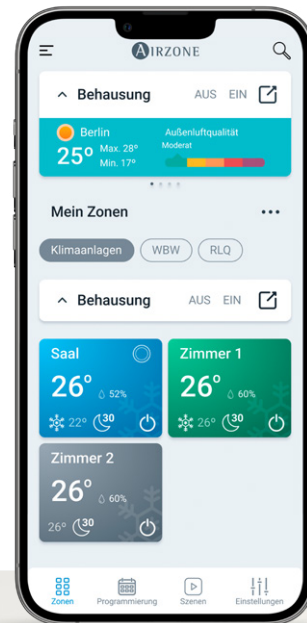 AIRZONE
Behausung AUS EIN
Berlin
25° Max. 28°
Min. 17°
Außenluftqualität
Moderat
Mein Zonen
Klimaanlagen WBW RLQ
Behausung AUS EIN
Saal
26° 52%
22° 30
Zimmer 1
26° 60%
26° 30
Zimmer 2
26° 60%
26° 30
Zonen Programmierung Szenen Einstellungen